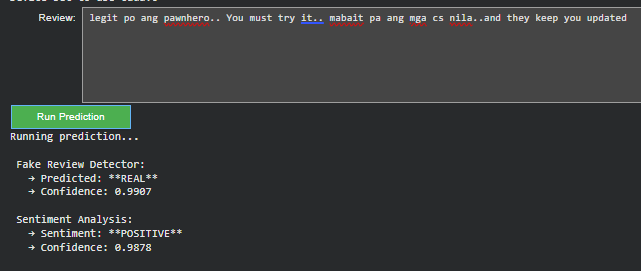 Review: legit po ang pawnhero.. You must try it.. mabait pa ang mga cs nila..and they keep you updated
Run Prediction
Running prediction...
Fake Review Detector:
→ Predicted: **REAL**
→ Confidence: 0.9907
Sentiment Analysis:
→ Sentiment: **POSITIVE**
→ Confidence: 0.9878